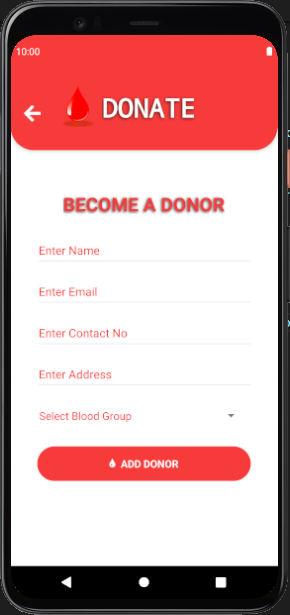 10:00
DONATE
BECOME A DONOR
Enter Name
Enter Email
Enter Contact No
Enter Address
Select Blood Group
ADD DONOR